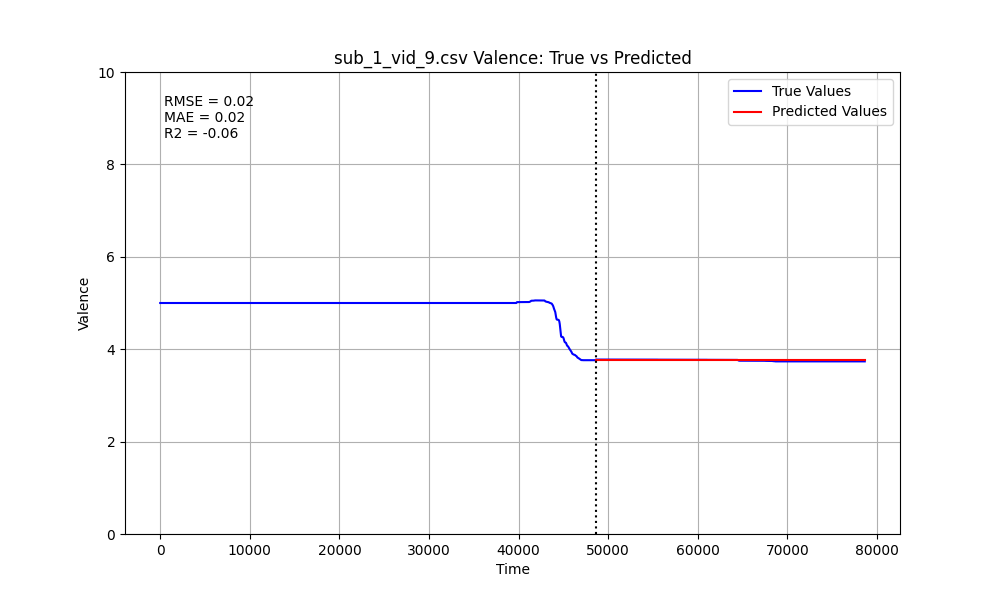 sub_1_vid_9.csv Valence: True vs Predicted
RMSE = 0.02
MAE = 0.02
R2 = -0.06
True Values
Predicted Values
10
8
6
4
2
0
Valence
0
10000
20000
30000
40000
50000
60000
70000
80000
Time